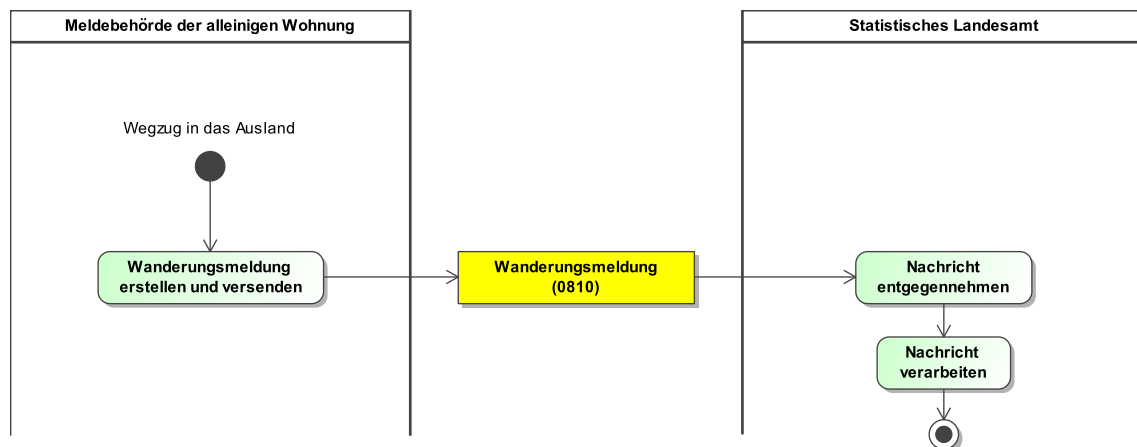 Meldebehörde der alleinigen Wohnung
Statistisches Landesamt
Wegzug in das Ausland
Wanderungsmeldung
erstellen und versenden
Wanderungsmeldung
(0810)
Nachricht
entgegennehmen
Nachricht
verarbeiten